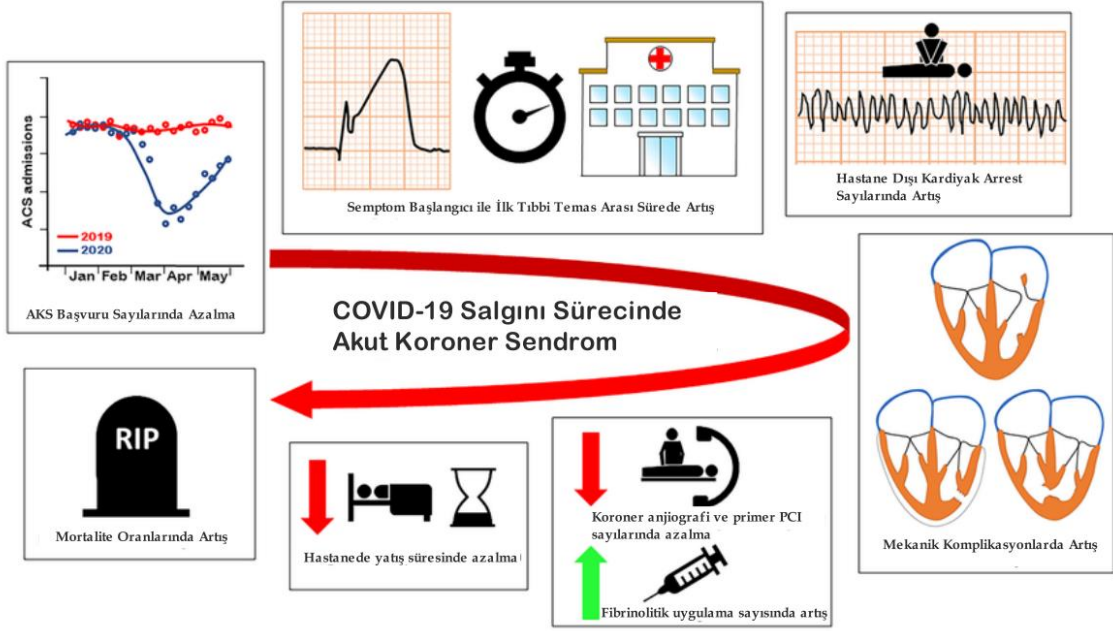 ACS admissions
2019
2020
Jan Feb Mar Apr May
AKS Başvuru Sayılarında Azalma
Semptom Başlangıcı ile İlk Tıbbi Temas Arası Sürede Artış
Hastane Dışı Kardiyak Arrest
Sayılarında Artış
COVID-19 Salgını Sürecinde
Akut Koroner Sendrom
Mekanik Komplikasyonlarda Artış
Koroner anjiografi ve primer PCI
sayılarında azalma
Fibrinolitik uygulama sayısında artış
Hastanede yatış süresinde azalma
RIP
Mortalite Oranlarında Artış